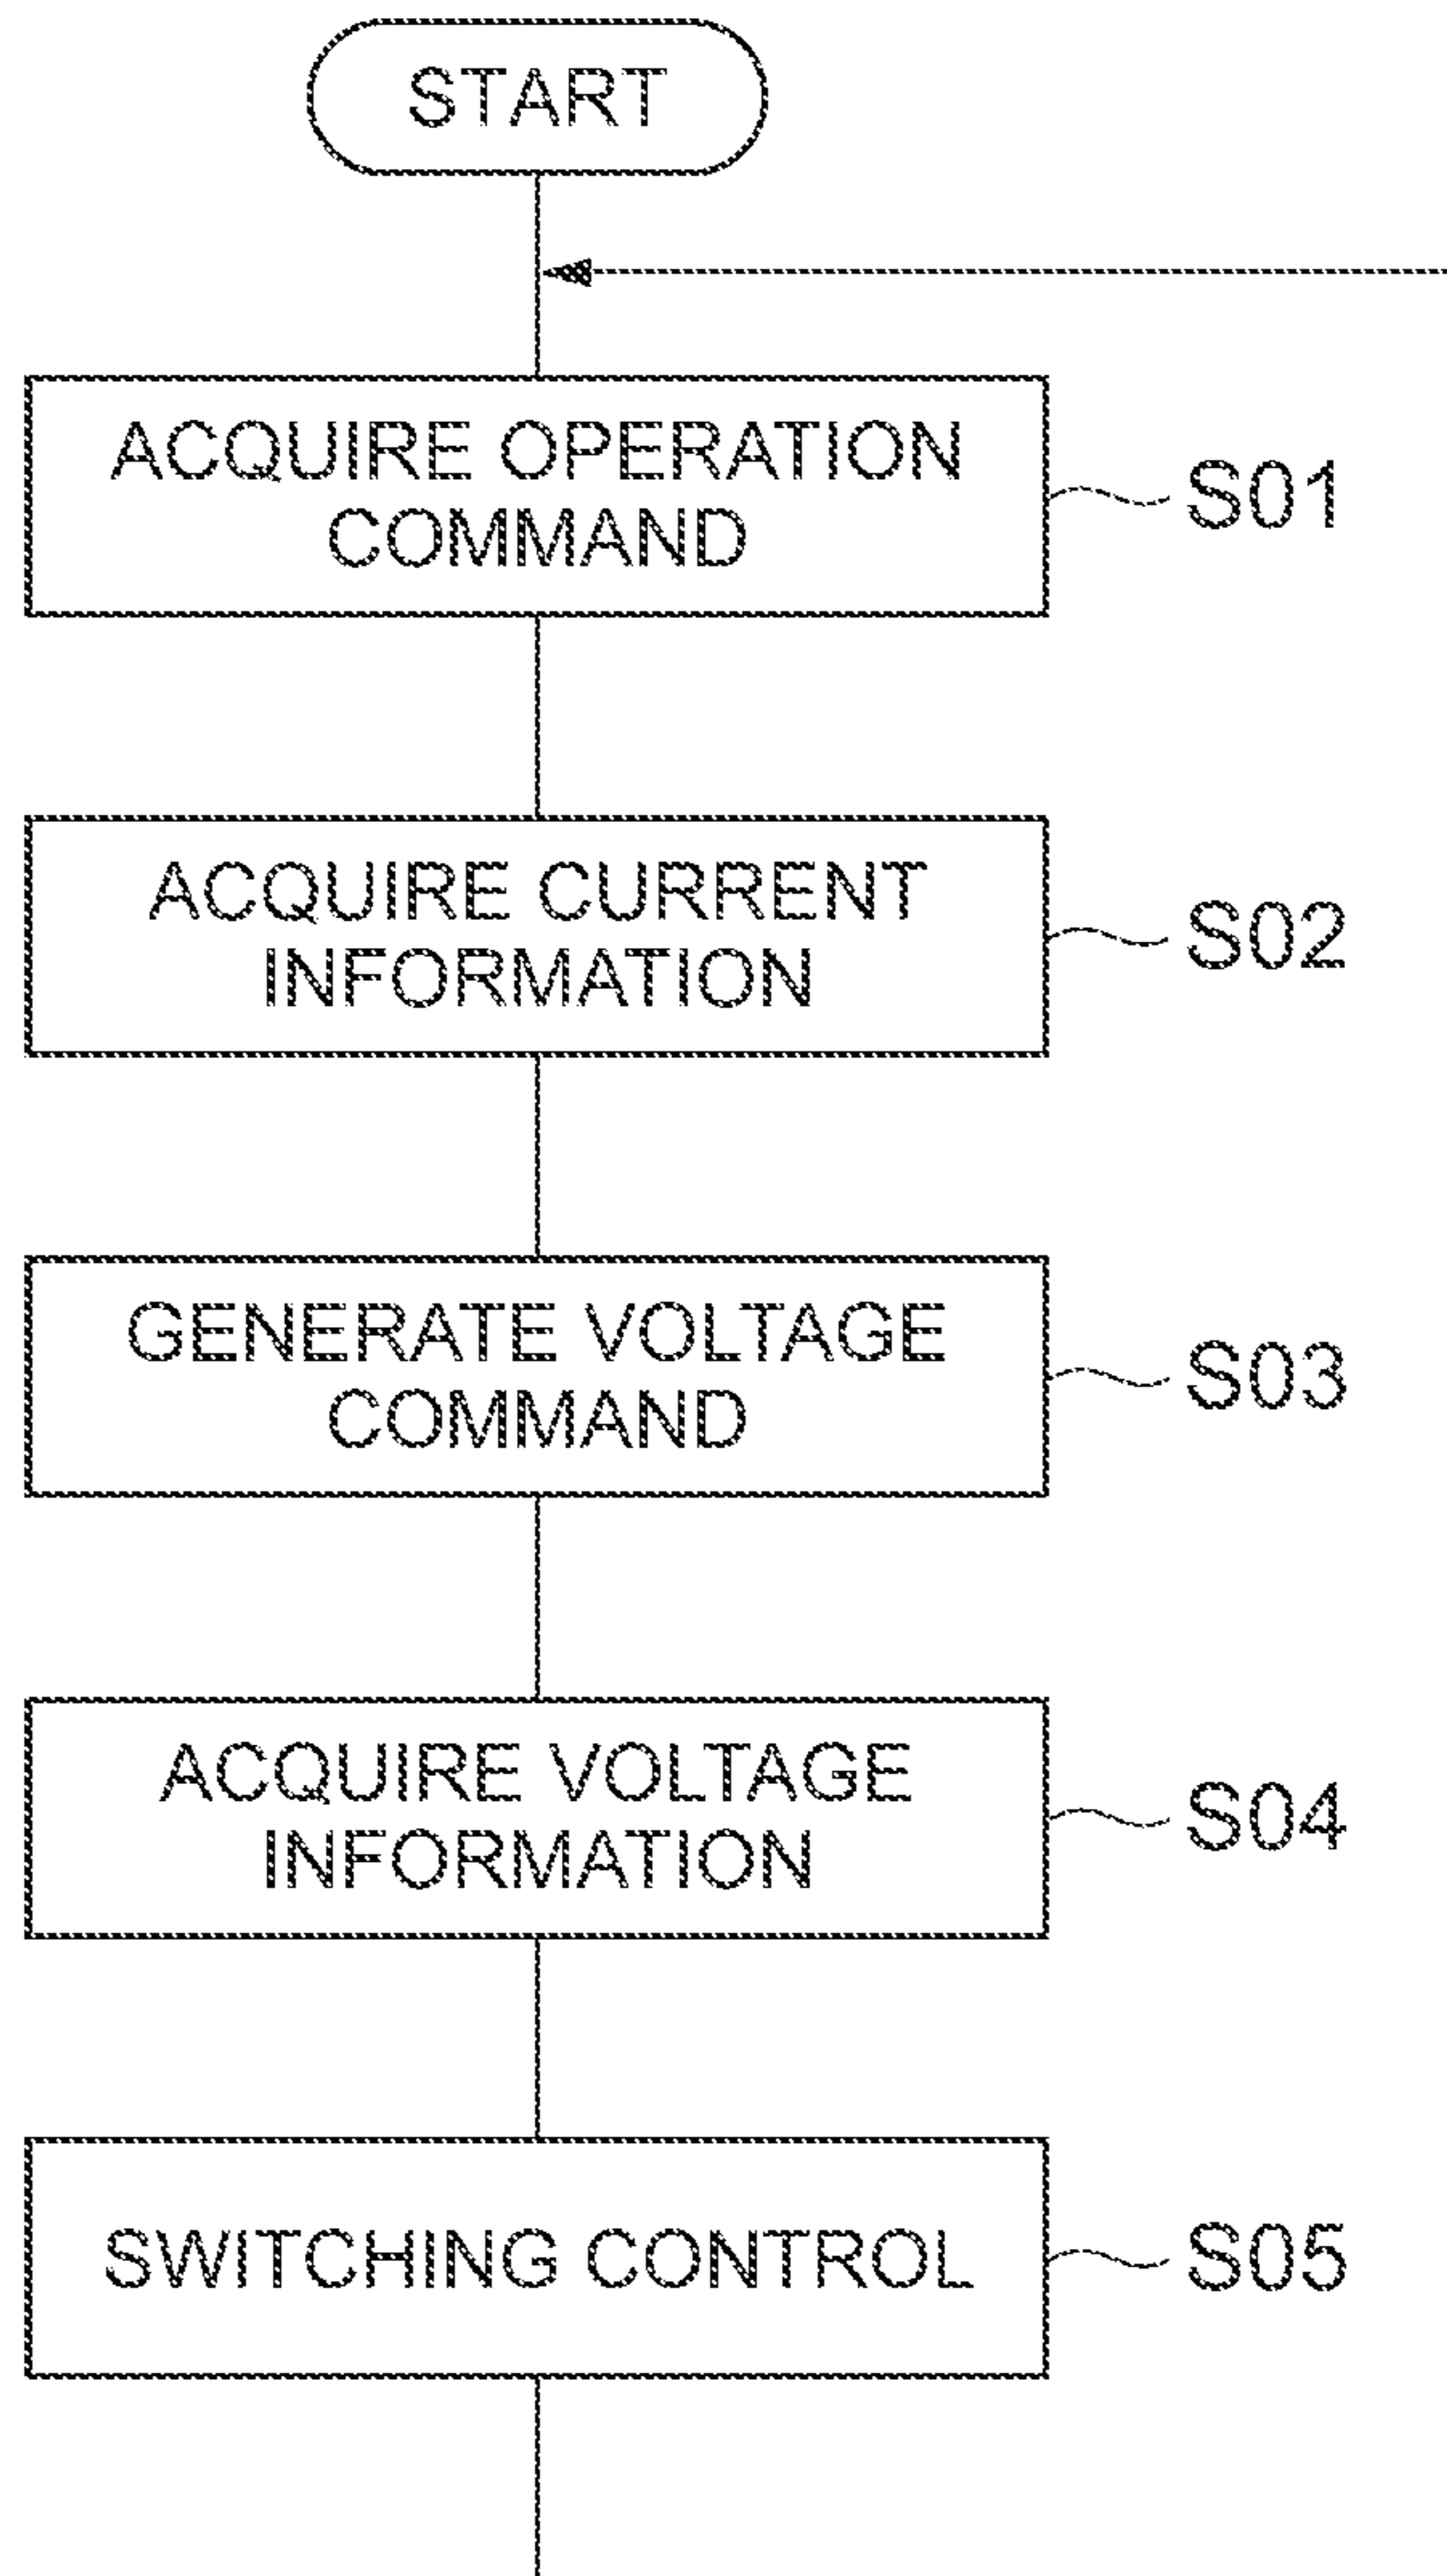 START
ACQUIRE OPERATION
COMMAND
S01
ACQUIRE CURRENT
INFORMATION
S02
GENERATE VOLTAGE
COMMAND
S03
ACQUIRE VOLTAGE
INFORMATION
S04
SWITCHING CONTROL
S05